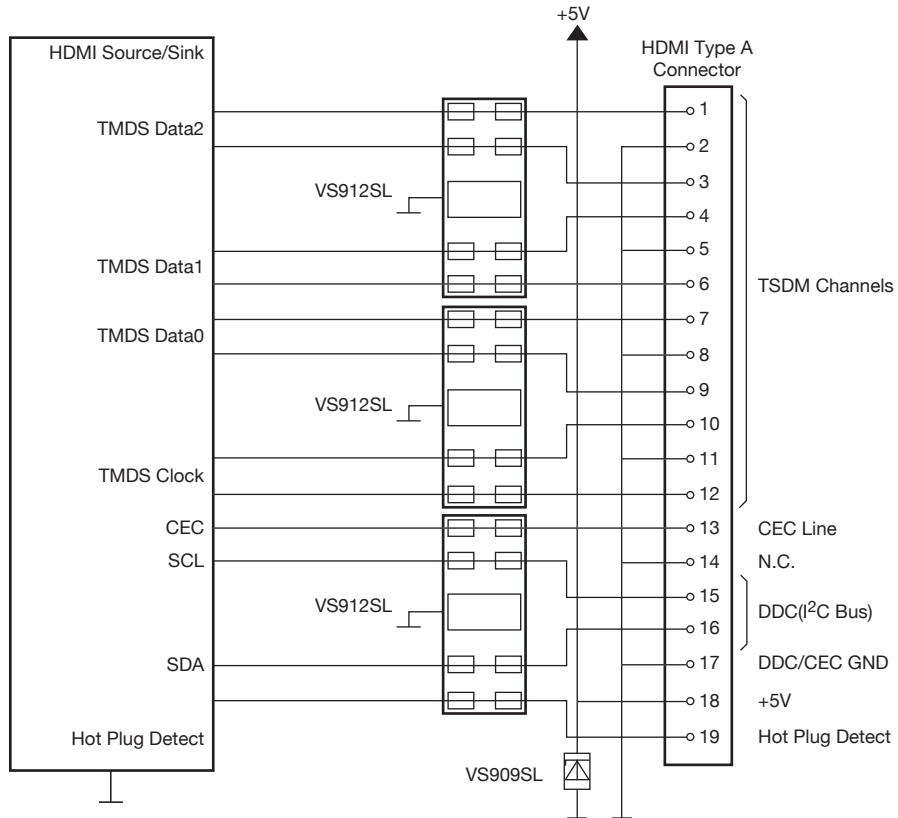 +5V
HDMI Source/Sink
HDMI Type A
Connector
TMDS Data2
VS912SL
TMDS Data1
TMDS Data0
VS912SL
TMDS Clock
CEC
SCL
VS912SL
SDA
Hot Plug Detect
VS909SL
1
2
3
4
5
6
7
8
9
10
11
12
13
14
15
16
17
18
19
TSDM Channels
CEC Line
N.C.
DDC(I²C Bus)
DDC/CEC GND
+5V
Hot Plug Detect